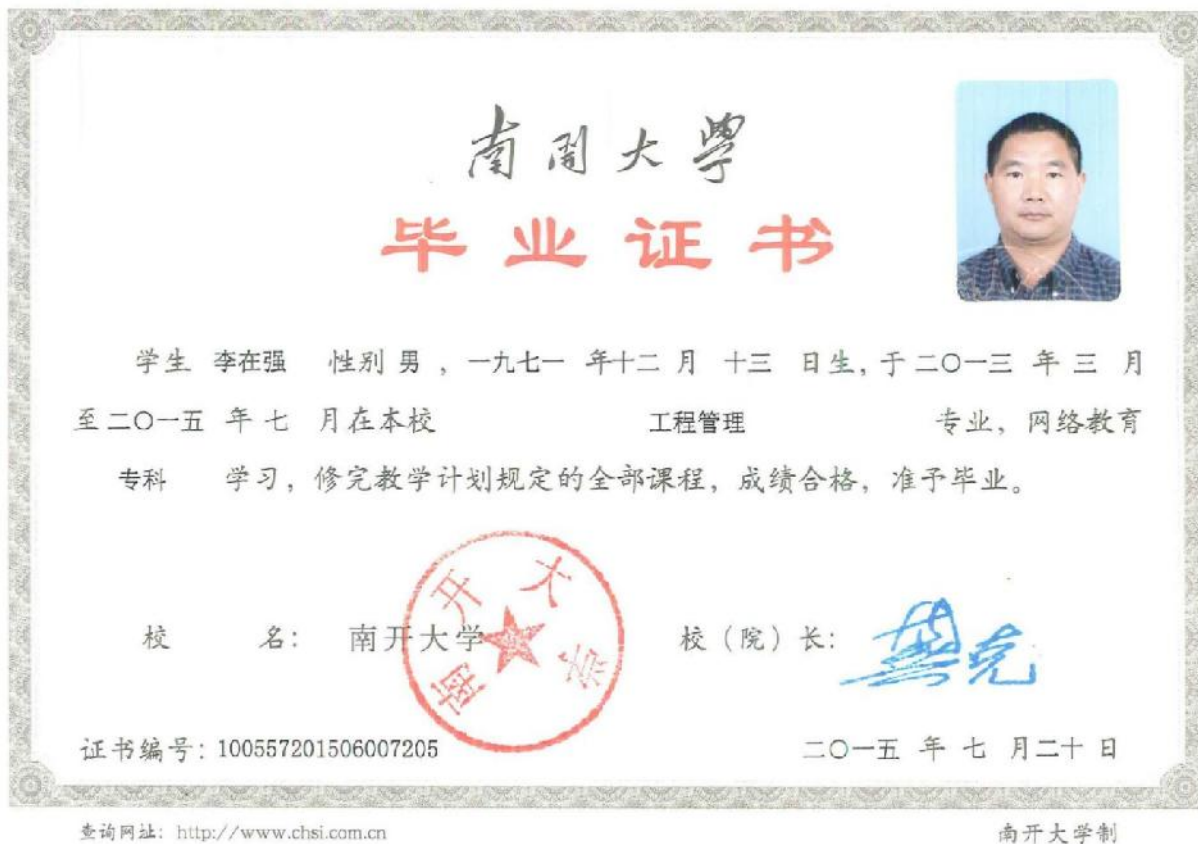 南開大學
毕业证书
学生 李在强 性别 男 ，一九七一 年十二 月 十三 日生，于二〇一三 年 三 月
至二〇一五 年 七 月在本校 工程管理 专业，网络教育
专科 学习，修完教学计划规定的全部课程，成绩合格，准予毕业。
南开大学
校 名： 南开大学 校（院）长： 龚克
证书编号：100557201506007205 二〇一五 年 七 月二十 日
查询网址：http://www.chsi.com.cn 南开大学制